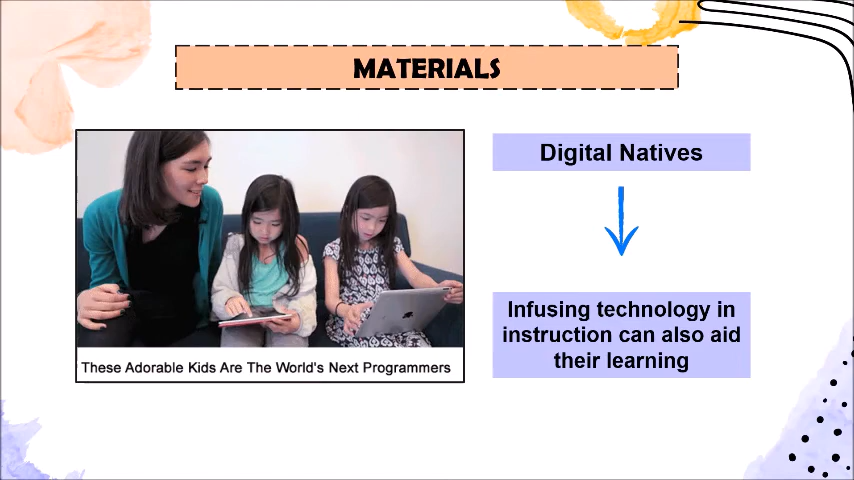 MATERIALS
These Adorable Kids Are The World's Next Programmers
Digital Natives
Infusing technology in
instruction can also aid
their learning